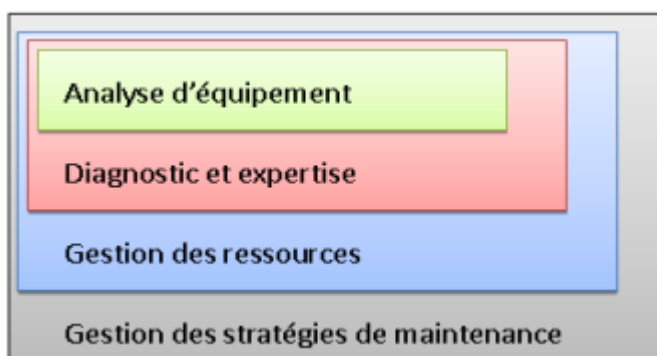 Analyse d'équipement
Diagnostic et expertise
Gestion des ressources
Gestion des stratégies de maintenance